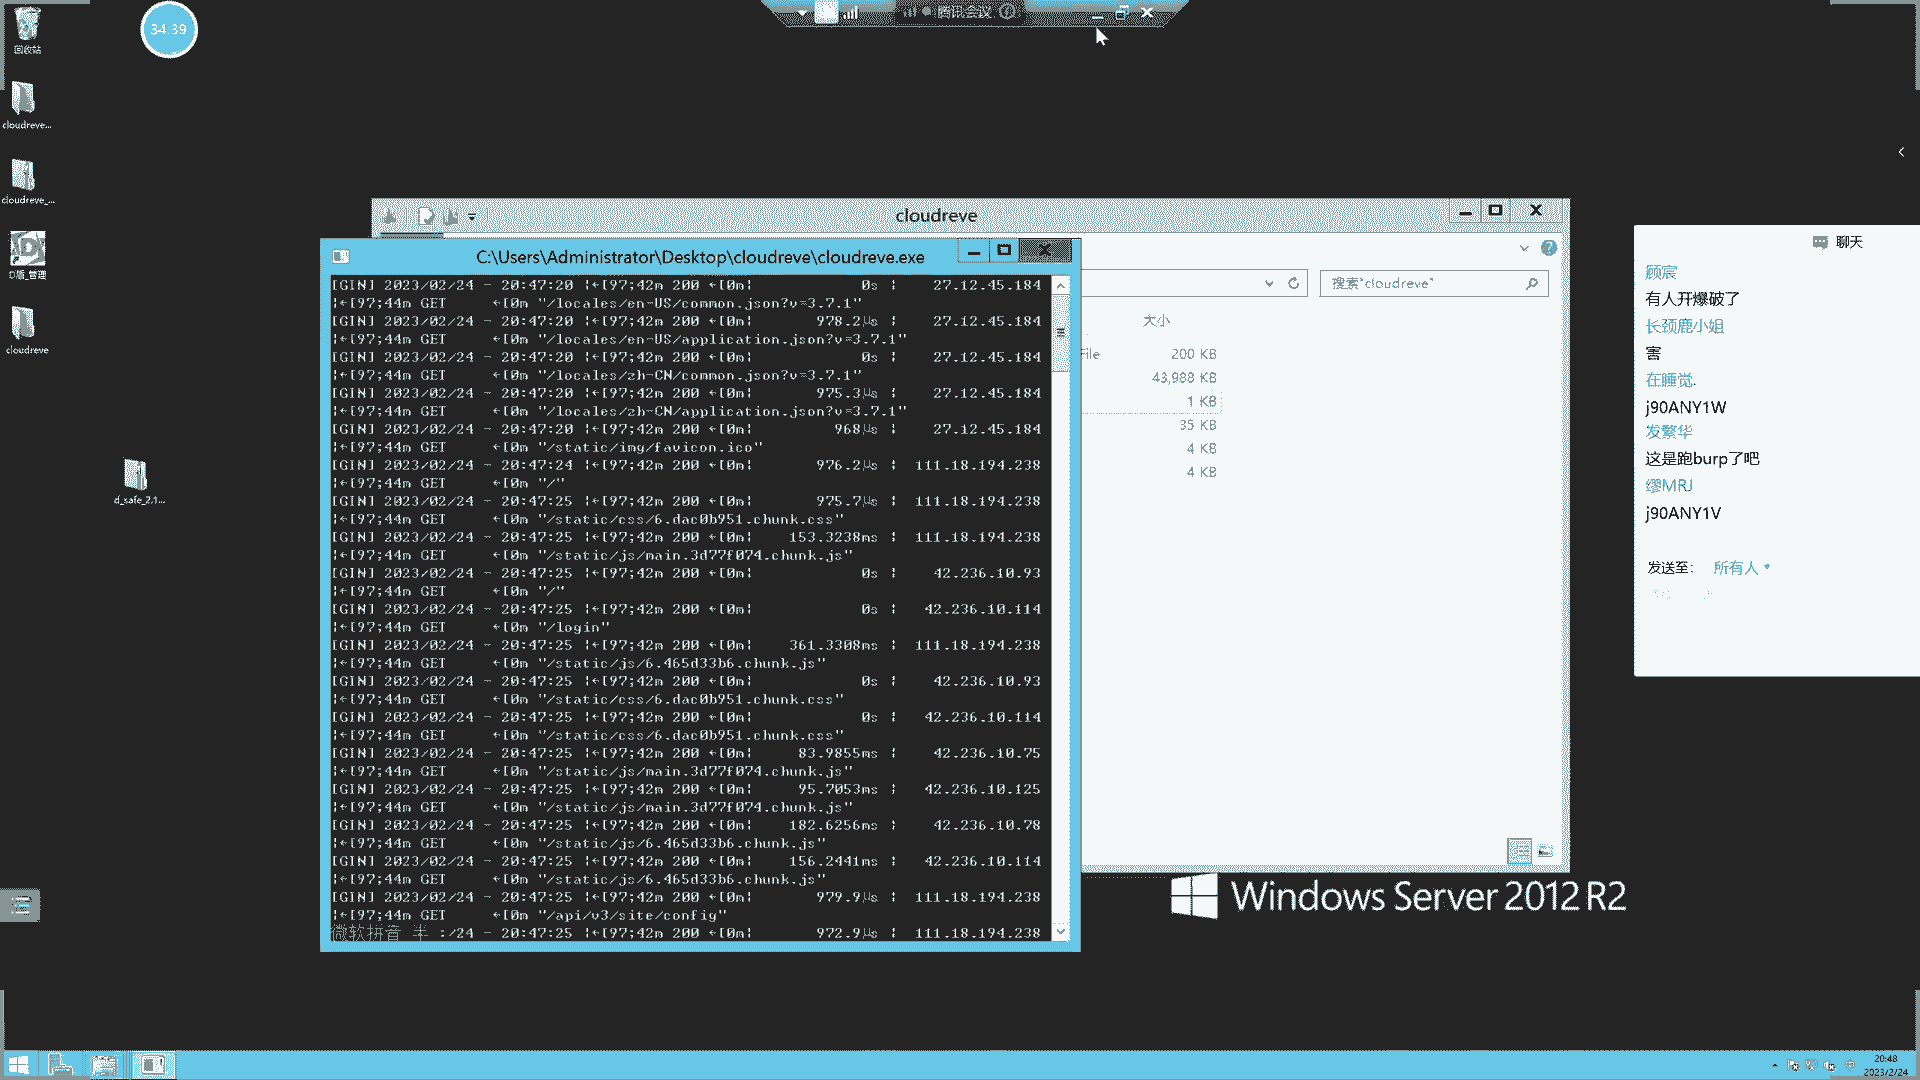 回收站
34:39
腾讯会议
cloudreve...
cloudreve_...
D盾_管理
cloudreve
d_safe_2.1...
cloudreve
搜索"cloudreve"
大小
File
200 KB
43,988 KB
1 KB
35 KB
4 KB
4 KB
C:\Users\Administrator\Desktop\cloudreve\cloudreve.exe
[GIN] 2023/02/24 - 20:47:20 ¦←[97;42m 200 ←[0m¦ 0s ¦ 27.12.45.184
¦←[97;44m GET ←[0m "/locales/en-US/common.json?v=3.7.1"
[GIN] 2023/02/24 - 20:47:20 ¦←[97;42m 200 ←[0m¦ 978.2µs ¦ 27.12.45.184
¦←[97;44m GET ←[0m "/locales/en-US/application.json?v=3.7.1"
[GIN] 2023/02/24 - 20:47:20 ¦←[97;42m 200 ←[0m¦ 0s ¦ 27.12.45.184
¦←[97;44m GET ←[0m "/locales/zh-CN/common.json?v=3.7.1"
[GIN] 2023/02/24 - 20:47:20 ¦←[97;42m 200 ←[0m¦ 975.3µs ¦ 27.12.45.184
¦←[97;44m GET ←[0m "/locales/zh-CN/application.json?v=3.7.1"
[GIN] 2023/02/24 - 20:47:20 ¦←[97;42m 200 ←[0m¦ 968µs ¦ 27.12.45.184
¦←[97;44m GET ←[0m "/static/img/favicon.ico"
[GIN] 2023/02/24 - 20:47:24 ¦←[97;42m 200 ←[0m¦ 976.2µs ¦ 111.18.194.238
¦←[97;44m GET ←[0m "/"
[GIN] 2023/02/24 - 20:47:25 ¦←[97;42m 200 ←[0m¦ 975.7µs ¦ 111.18.194.238
¦←[97;44m GET ←[0m "/static/css/6.dac0b951.chunk.css"
[GIN] 2023/02/24 - 20:47:25 ¦←[97;42m 200 ←[0m¦ 153.3238ms ¦ 111.18.194.238
¦←[97;44m GET ←[0m "/static/js/main.3d77f074.chunk.js"
[GIN] 2023/02/24 - 20:47:25 ¦←[97;42m 200 ←[0m¦ 0s ¦ 42.236.10.93
¦←[97;44m GET ←[0m "/"
[GIN] 2023/02/24 - 20:47:25 ¦←[97;42m 200 ←[0m¦ 0s ¦ 42.236.10.114
¦←[97;44m GET ←[0m "/login"
[GIN] 2023/02/24 - 20:47:25 ¦←[97;42m 200 ←[0m¦ 361.3308ms ¦ 111.18.194.238
¦←[97;44m GET ←[0m "/static/js/6.465d33b6.chunk.js"
[GIN] 2023/02/24 - 20:47:25 ¦←[97;42m 200 ←[0m¦ 0s ¦ 42.236.10.93
¦←[97;44m GET ←[0m "/static/css/6.dac0b951.chunk.css"
[GIN] 2023/02/24 - 20:47:25 ¦←[97;42m 200 ←[0m¦ 0s ¦ 42.236.10.114
¦←[97;44m GET ←[0m "/static/css/6.dac0b951.chunk.css"
[GIN] 2023/02/24 - 20:47:25 ¦←[97;42m 200 ←[0m¦ 83.9855ms ¦ 42.236.10.75
¦←[97;44m GET ←[0m "/static/js/main.3d77f074.chunk.js"
[GIN] 2023/02/24 - 20:47:25 ¦←[97;42m 200 ←[0m¦ 95.7053ms ¦ 42.236.10.125
¦←[97;44m GET ←[0m "/static/js/main.3d77f074.chunk.js"
[GIN] 2023/02/24 - 20:47:25 ¦←[97;42m 200 ←[0m¦ 182.6256ms ¦ 42.236.10.78
¦←[97;44m GET ←[0m "/static/js/6.465d33b6.chunk.js"
[GIN] 2023/02/24 - 20:47:25 ¦←[97;42m 200 ←[0m¦ 156.2441ms ¦ 42.236.10.114
¦←[97;44m GET ←[0m "/static/js/6.465d33b6.chunk.js"
[GIN] 2023/02/24 - 20:47:25 ¦←[97;42m 200 ←[0m¦ 979.9µs ¦ 111.18.194.238
¦←[97;44m GET ←[0m "/api/v3/site/config"
微软拼音 半 :/24 - 20:47:25 ¦←[97;42m 200 ←[0m¦ 972.9µs ¦ 111.18.194.238
聊天
顾宸
有人开爆破了
长颈鹿小姐
害
在睡觉.
j90ANY1W
发繁华
这是跑burp了吧
缪MRJ
j90ANY1V
发送至: 所有人
Windows Server 2012 R2
中
20:48
2023/2/24